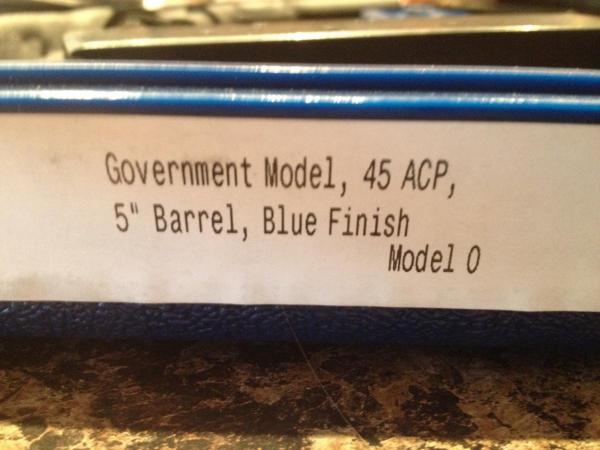 Government Model, 45 ACP,
5" Barrel, Blue Finish
Model O